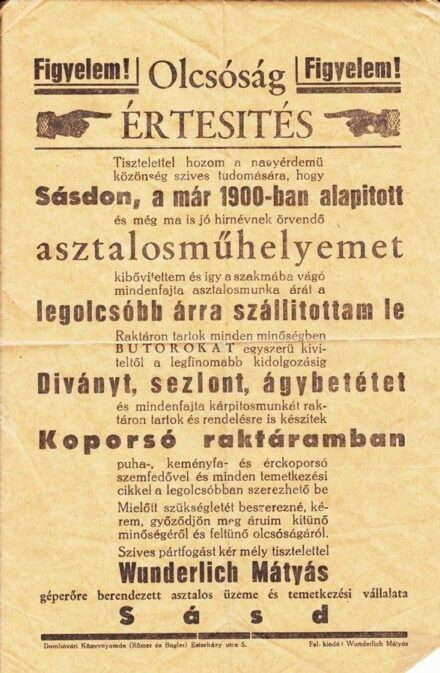 Figyelem! Olcsóság Figyelem!
ÉRTESITÉS
Tisztelettel hozom a nagyérdemü
közönség szives tudomására, hogy
Sásdon, a már 1900-ban alapitott
és még ma is jó hirnévnek örvendő
asztalosműhelyemet
kibővitettem és igy a szakmába vágó
mindenfajta asztalosmunka árát a
legolcsóbb árra szállitottam le
Raktáron tartok minden minőségben
BUTOROKAT egyszerű kivi-
teltől a legfinomabb kidolgozásig
Diványt, sezlont, ágybetétet
és mindenfajta kárpitosmunkát rak-
táron tartok és rendelésre is készitek
Koporsó raktáramban
puha-, keményfa- és érckoporsó
szemfedővel és minden temetkezési
cikkel a legolcsóbban szerezhető be
Mielőtt szükségletét beszerezné, ké-
rem, győződjön meg áruim kitünő
minőségéről és feltünő olcsóságáról.
Szives pártfogást kér mély tisztelettel
Wunderlich Mátyás
géperőre berendezett asztalos üzeme és temetkezési vállalata
Sásd
Dombóvári Könyvnyomda (Römer és Bogler) Esterházy utca 5. Fel. kiadó: Wunderlich Mátyás